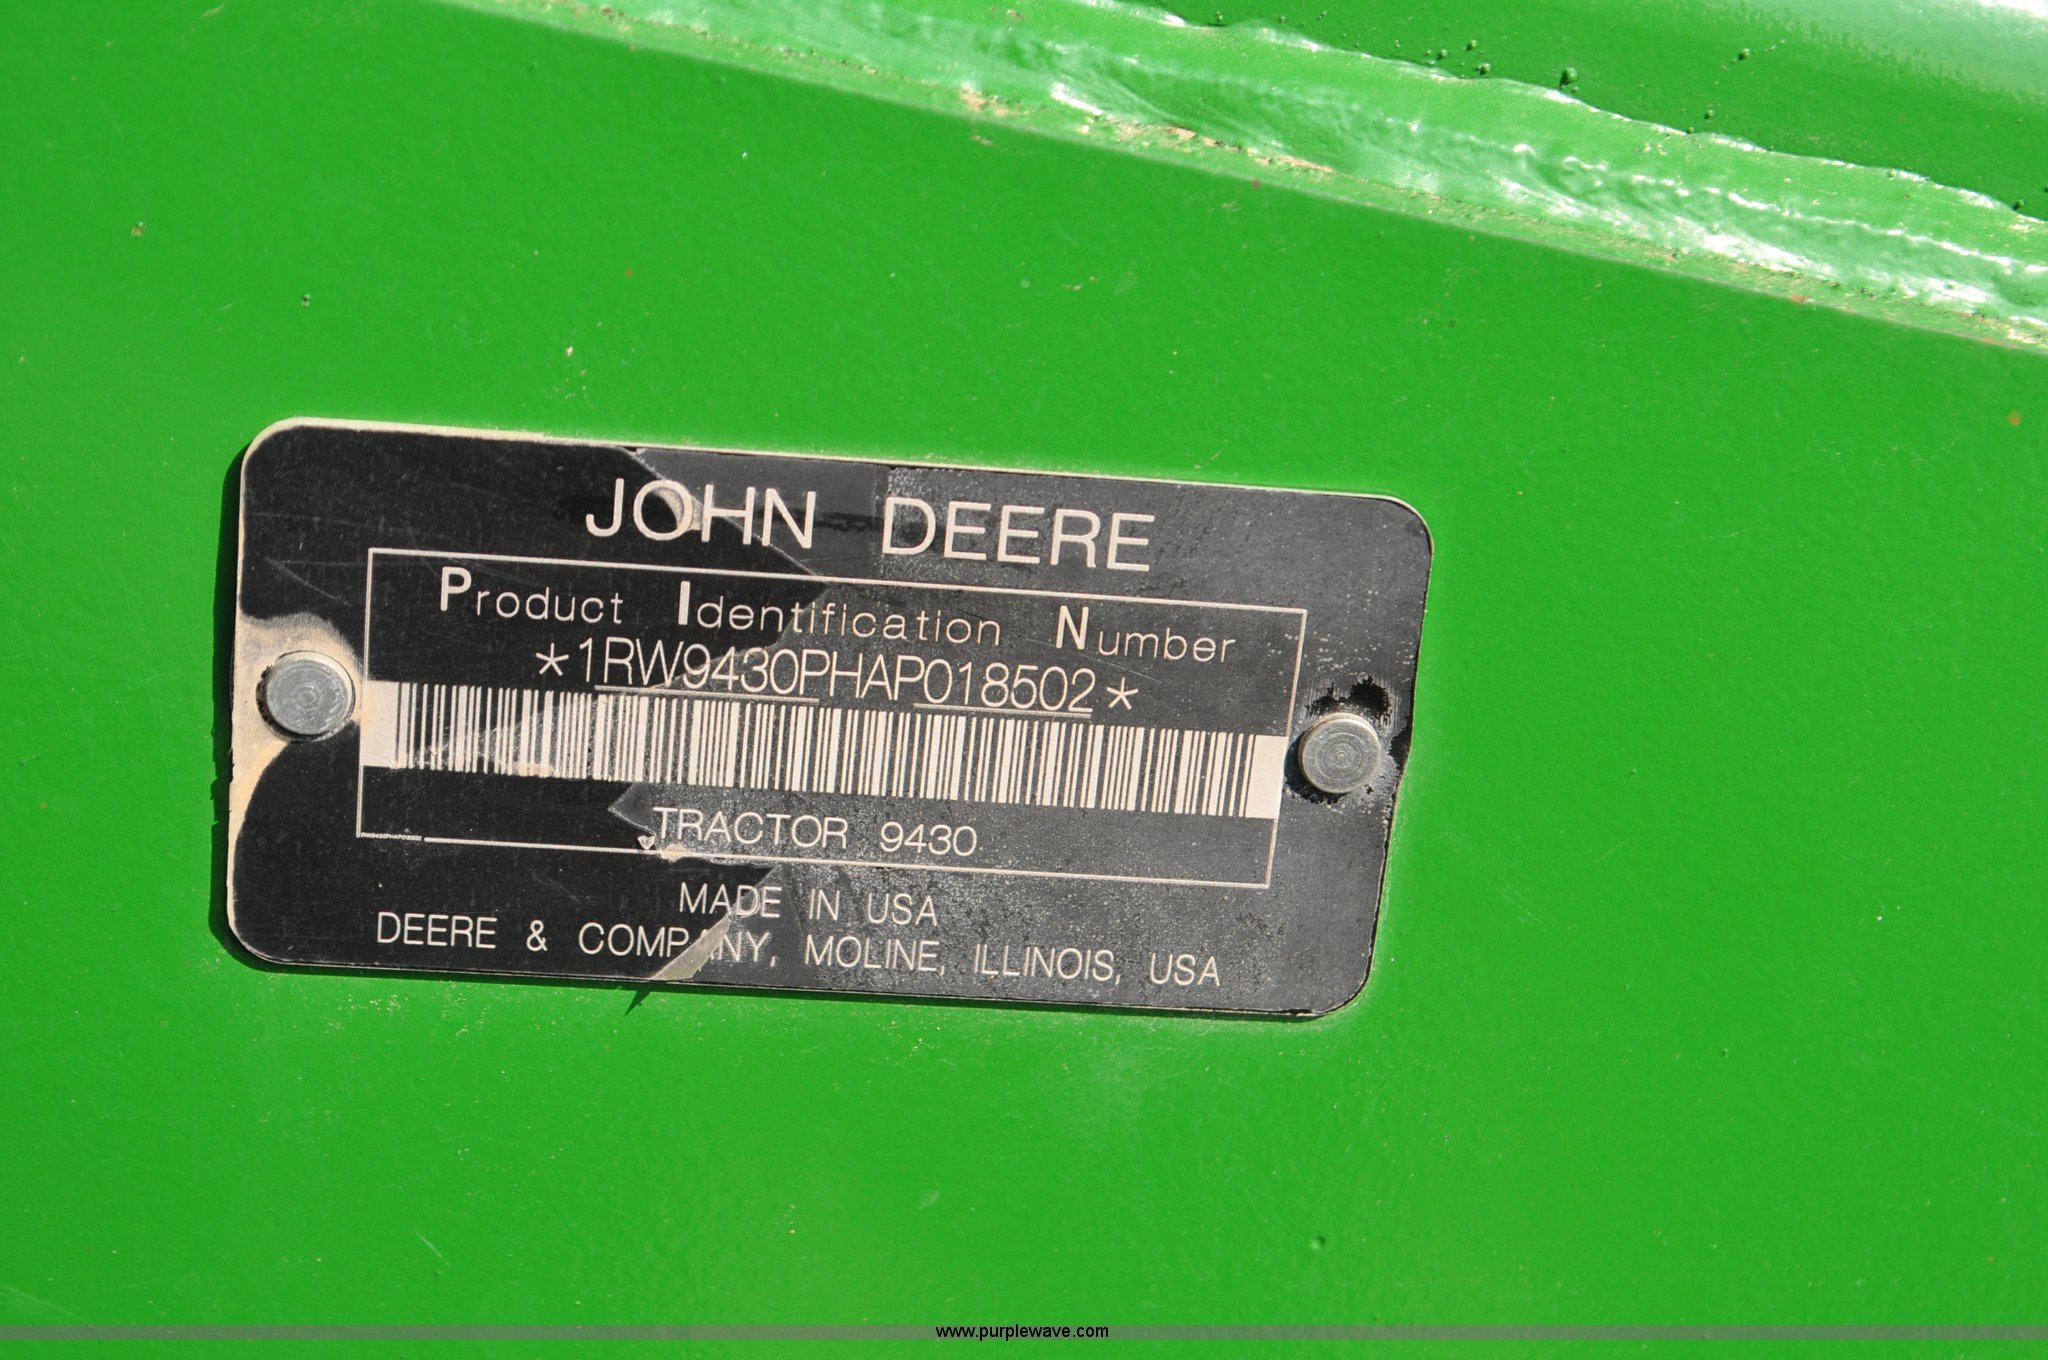 JOHN DEERE
Product Identification Number
*1RW9430PHAP018502*
TRACTOR 9430
RW9430PHAP018502
MADE IN USA
DEERE & COMPANY, MOLINE, ILLINOIS, USA
www.purplewave.com